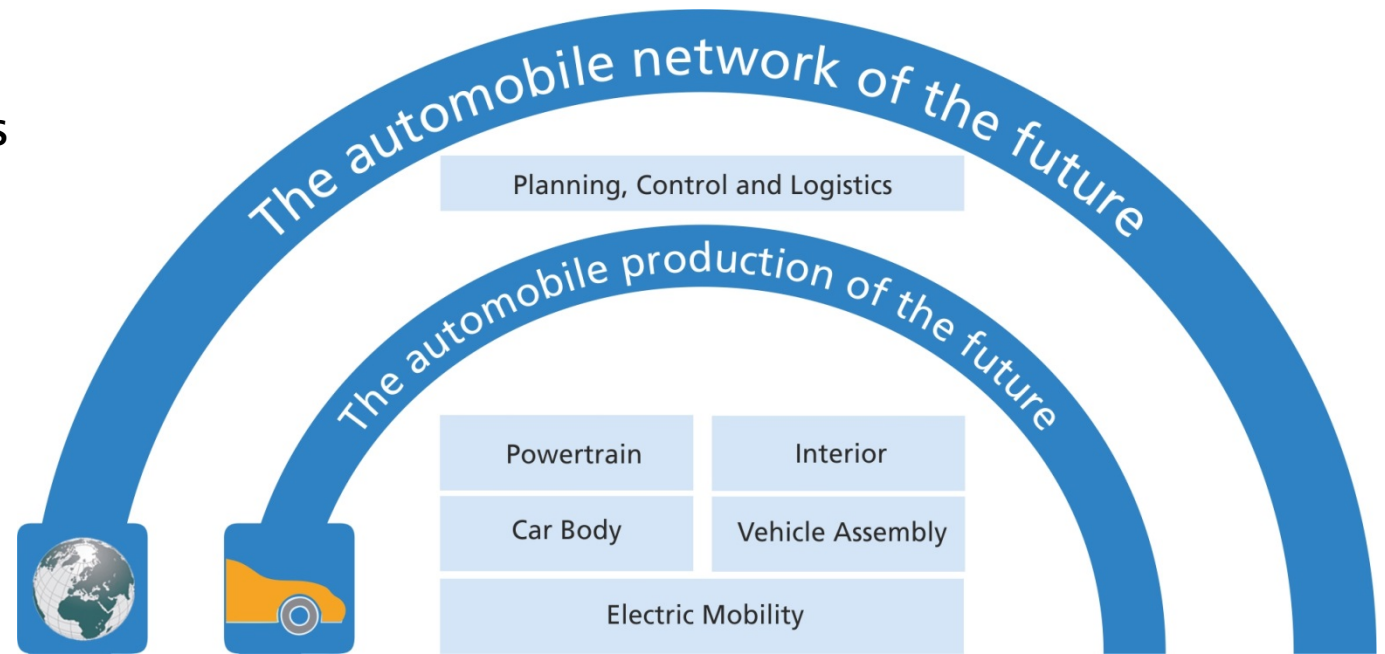 s
The automobile network of the future
Planning, Control and Logistics
The automobile production of the future
Powertrain
Interior
Car Body
Vehicle Assembly
Electric Mobility